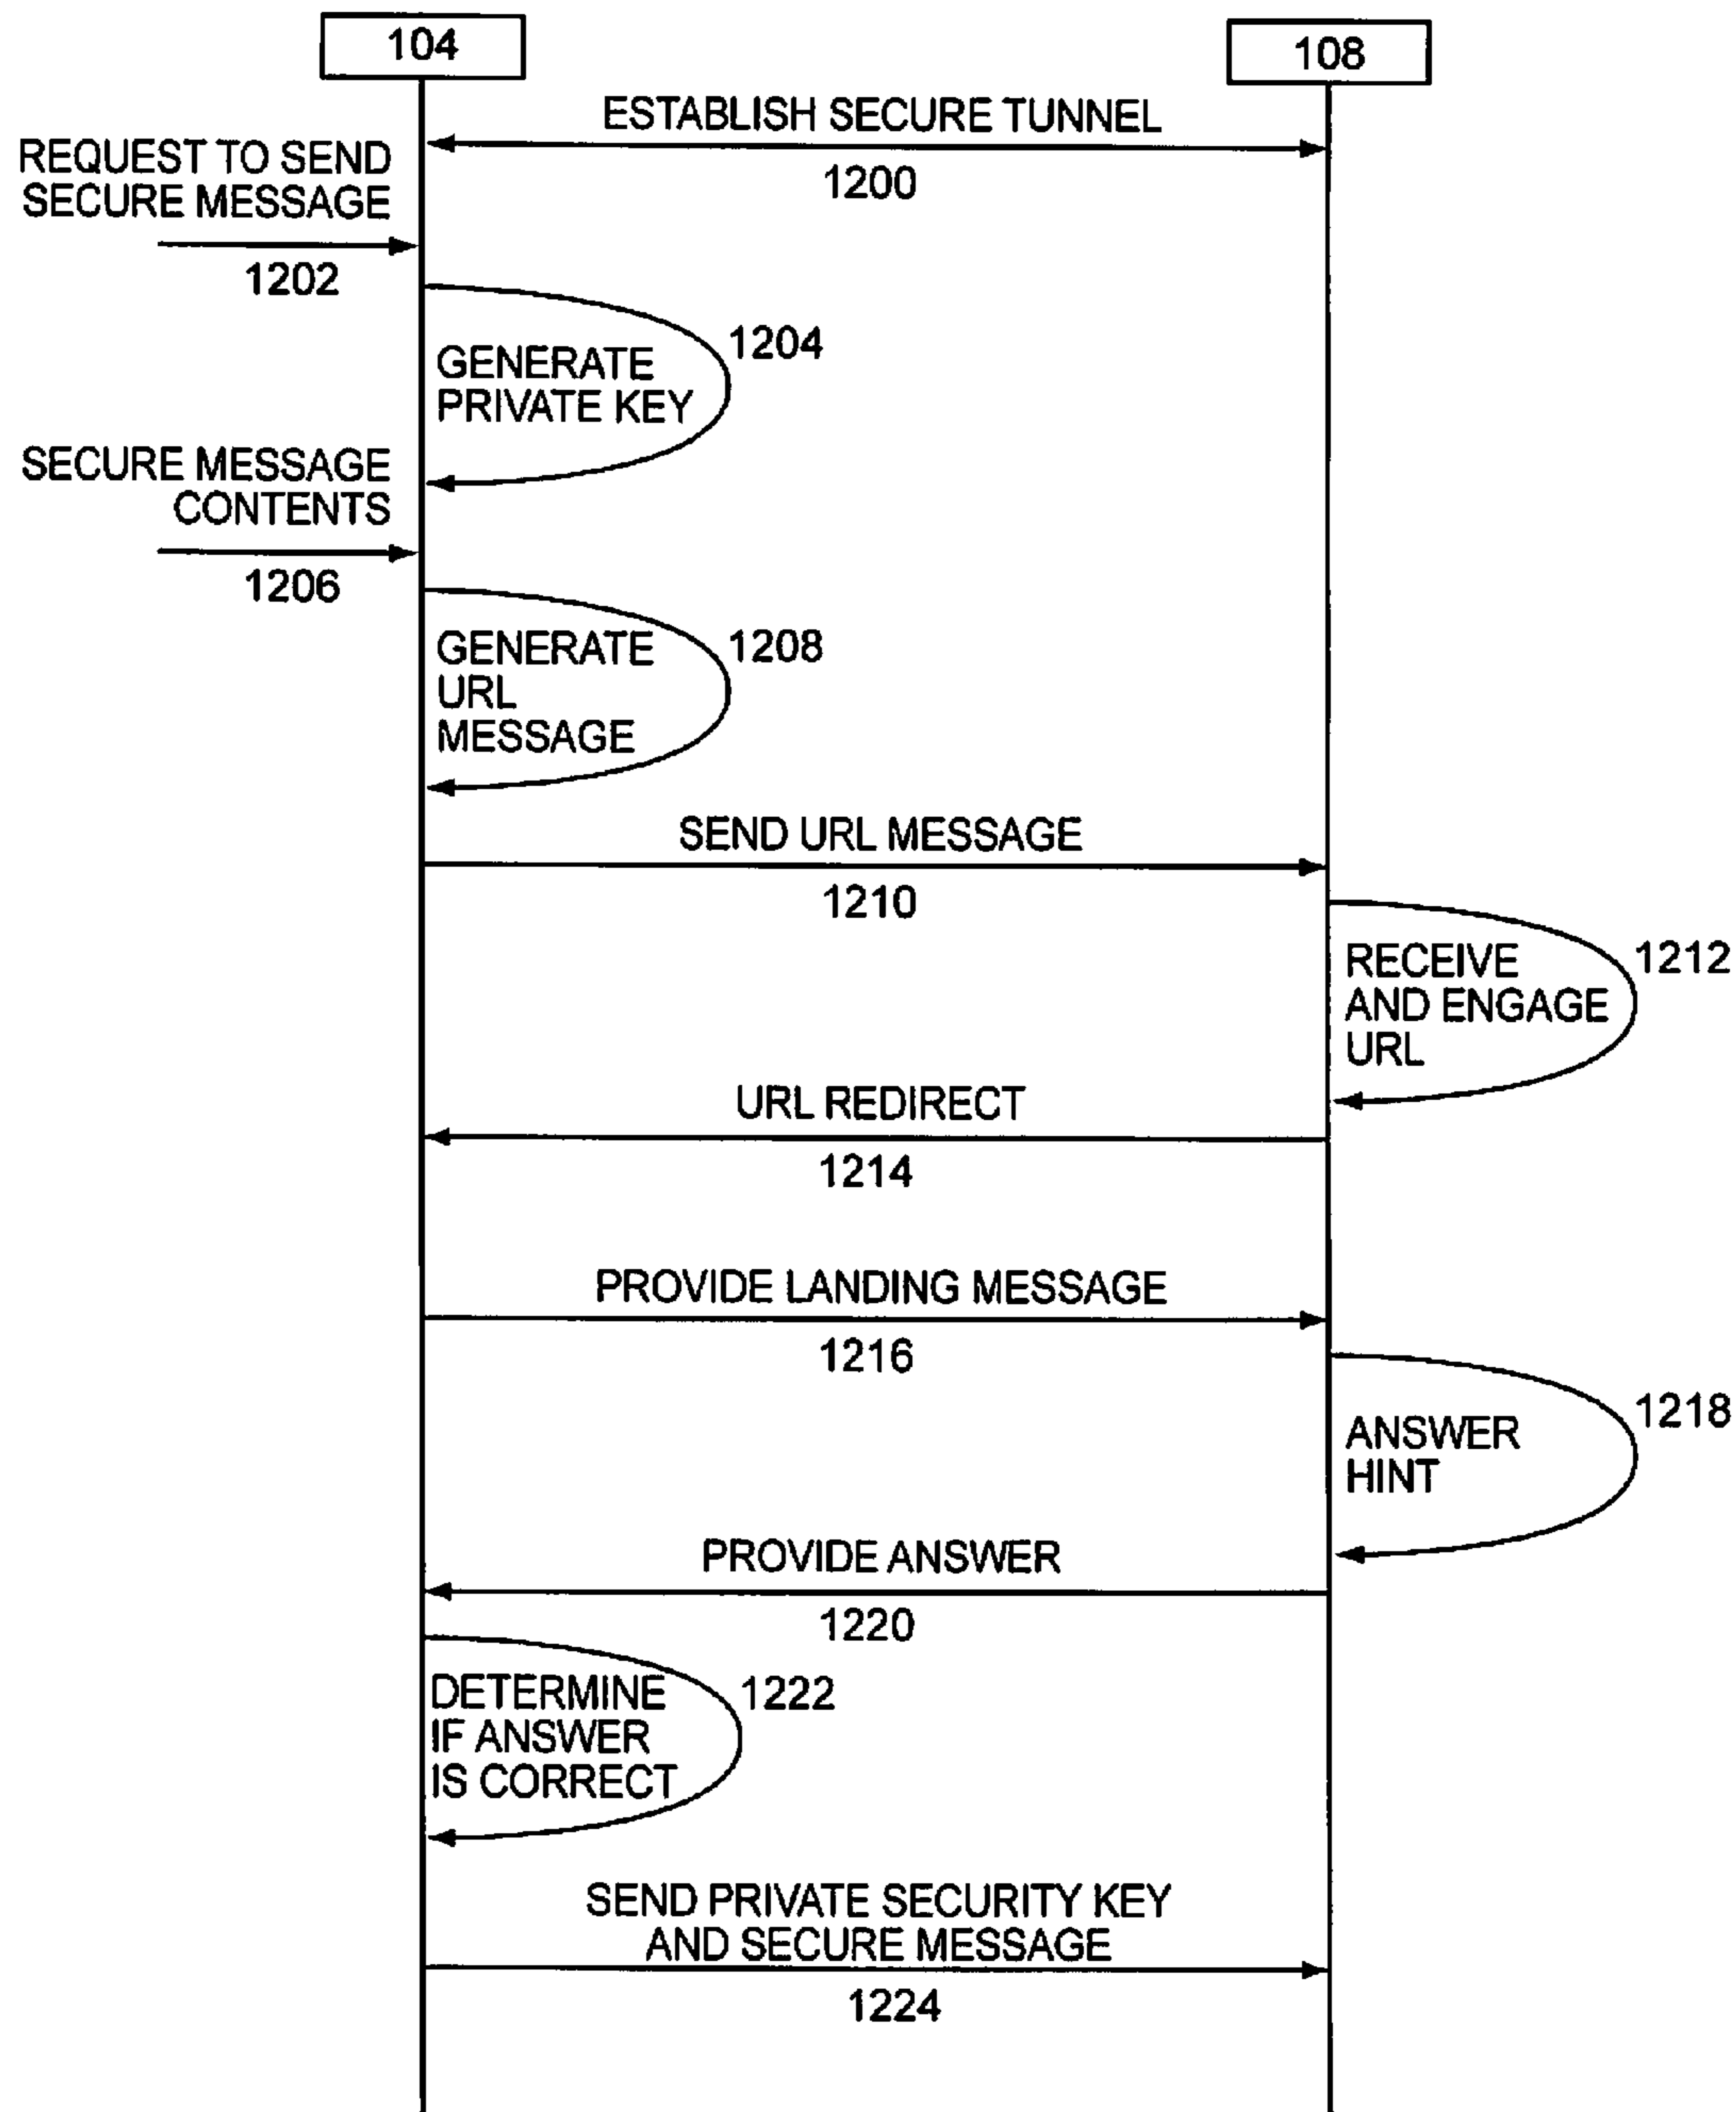 104
108
ESTABLISH SECURE TUNNEL
1200
REQUEST TO SEND
SECURE MESSAGE
1202
GENERATE
PRIVATE KEY
1204
SECURE MESSAGE
CONTENTS
1206
GENERATE
URL
MESSAGE
1208
SEND URL MESSAGE
1210
RECEIVE
AND ENGAGE
URL
1212
URL REDIRECT
1214
PROVIDE LANDING MESSAGE
1216
ANSWER
HINT
1218
PROVIDE ANSWER
1220
DETERMINE
IF ANSWER
IS CORRECT
1222
SEND PRIVATE SECURITY KEY
AND SECURE MESSAGE
1224